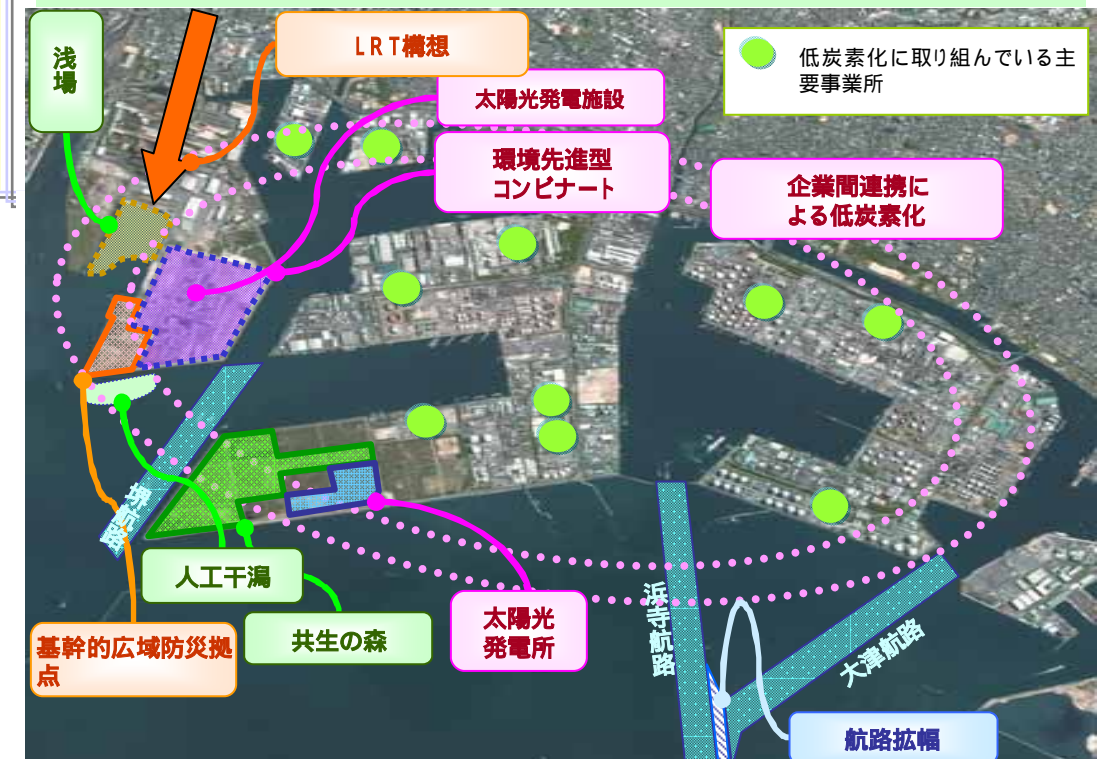 浅場
LRT構想
低炭素化に取り組んでいる主
要事業所
太陽光発電施設
環境先進型
コンビナート
企業間連携に
よる低炭素化
堺航路
人工干潟
共生の森
基幹的広域防災拠
点
太陽光
発電所
浜寺航路
大津航路
航路拡幅